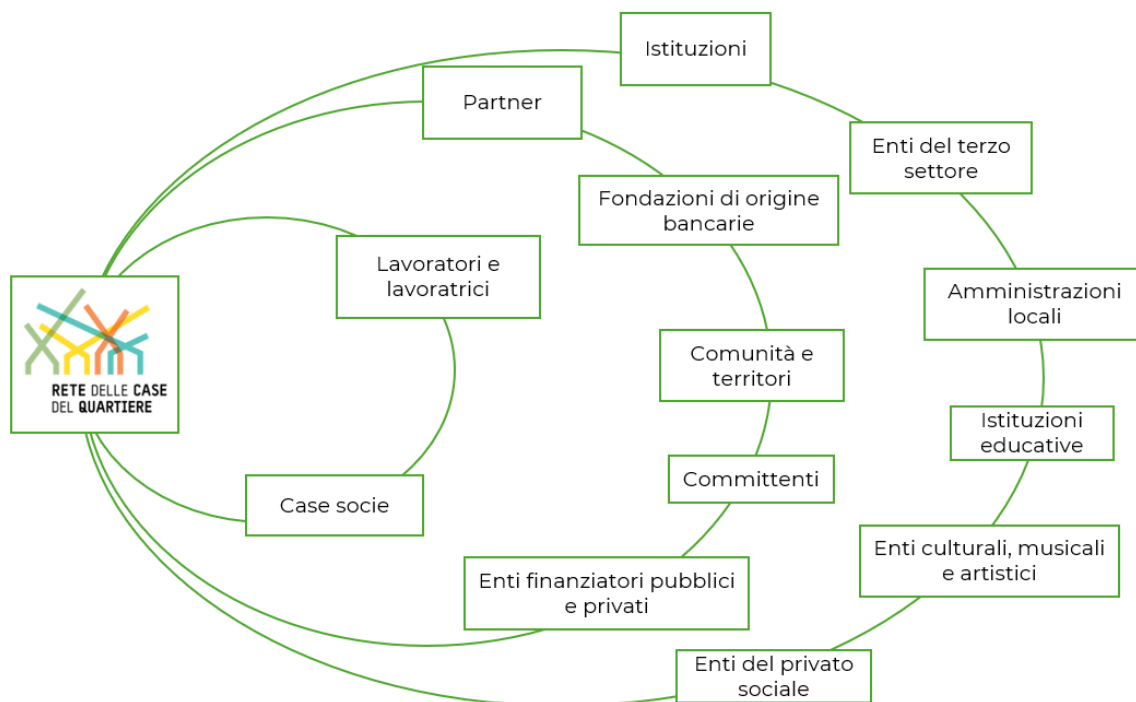 Istituzioni
Partner
Enti del terzo
settore
Fondazioni di origine
bancarie
Lavoratori e
lavoratrici
Amministrazioni
locali
RETE DELLE CASE
DEL QUARTIERE
Comunità e
territori
Istituzioni
educative
Committenti
Case socie
Enti culturali, musicali
e artistici
Enti finanziatori pubblici
e privati
Enti del privato
sociale